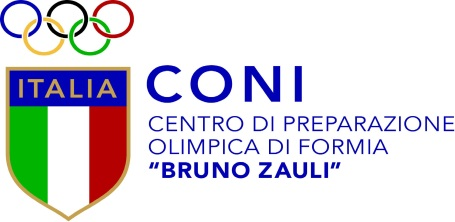 ITALIA
CONI
CENTRO DI PREPARAZIONE
OLIMPICA DI FORMIA
“BRUNO ZAULI”